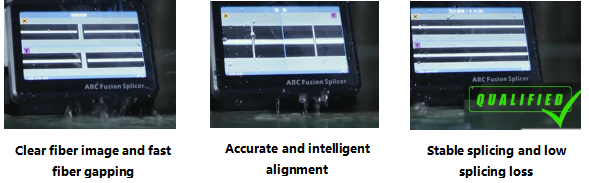 X
Y
ARC Fusion Splicer
X
Y
ARC Fusion Splicer
X
Y
ARC Fusion Splicer
QUALIFIED
Clear fiber image and fast
fiber gapping
Accurate and intelligent
alignment
Stable splicing and low
splicing loss